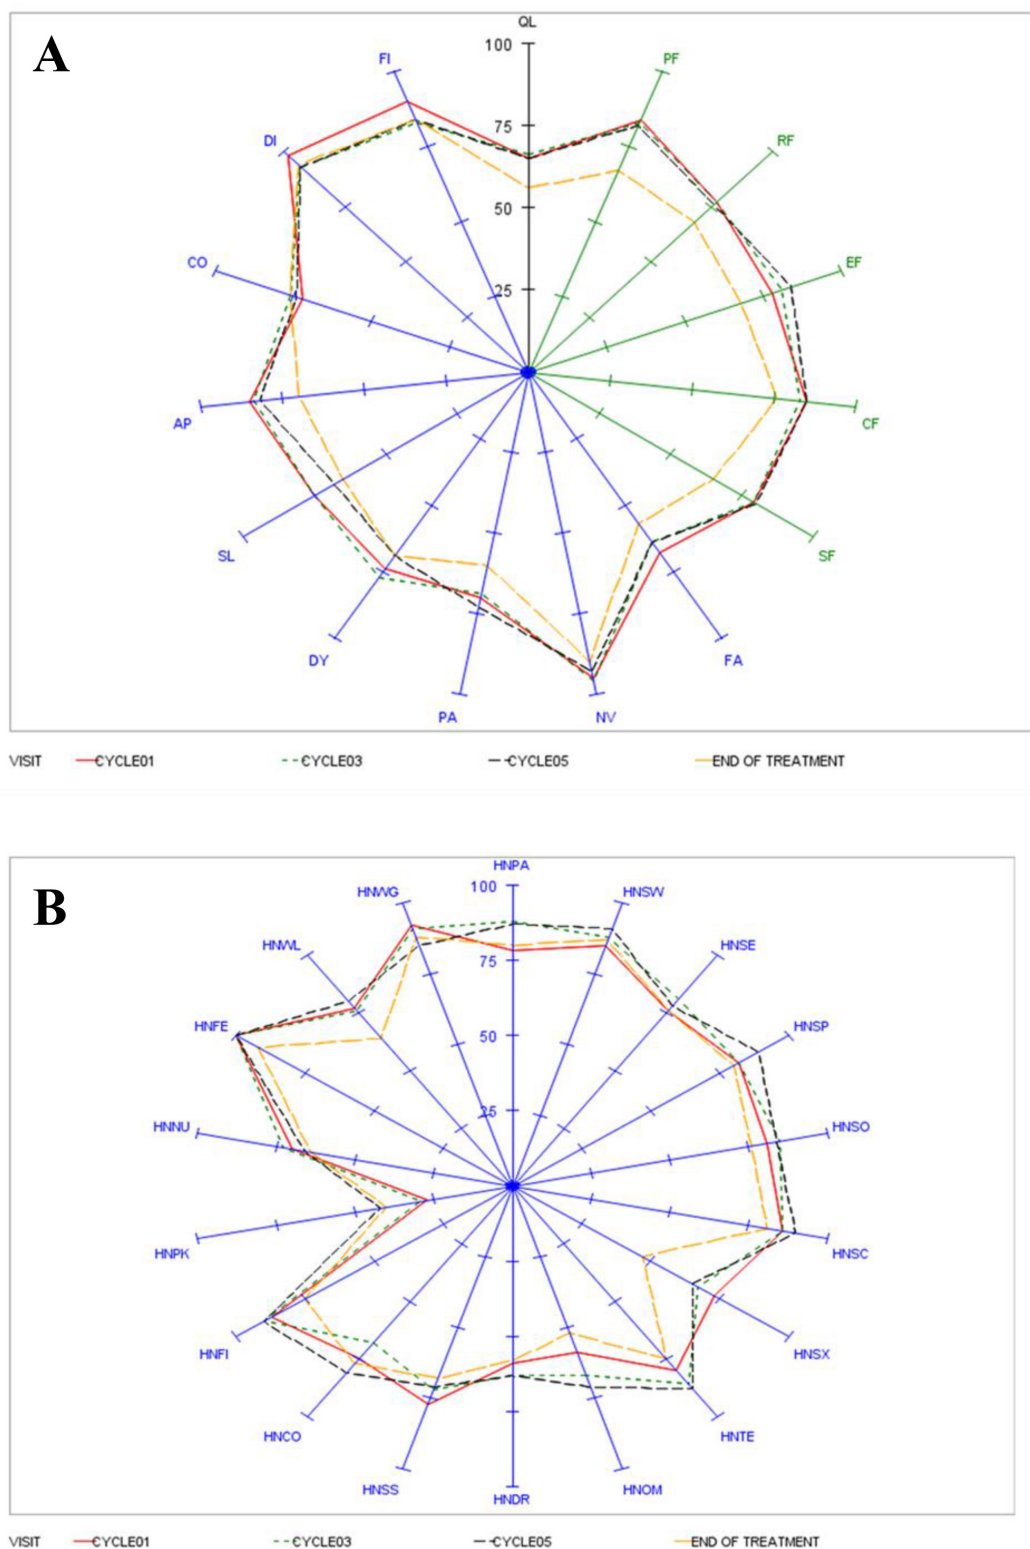 A
QL
100
FI
PF
75
DI
RF
50
CO
EF
25
AP
CF
SL
SF
DY
FA
PA
NV
VISIT CYCLE01 CYCLE03 CYCLE05 END OF TREATMENT
B
HNPA
100
HNWG
HNSW
HNWL
HNSE
75
HNFE
HNSP
50
HNNU
HNSO
25
HNPK
HNSC
HNFI
HNSX
HNCO
HNTE
HNSS
HNOM
HNDR
VISIT CYCLE01 CYCLE03 CYCLE05 END OF TREATMENT